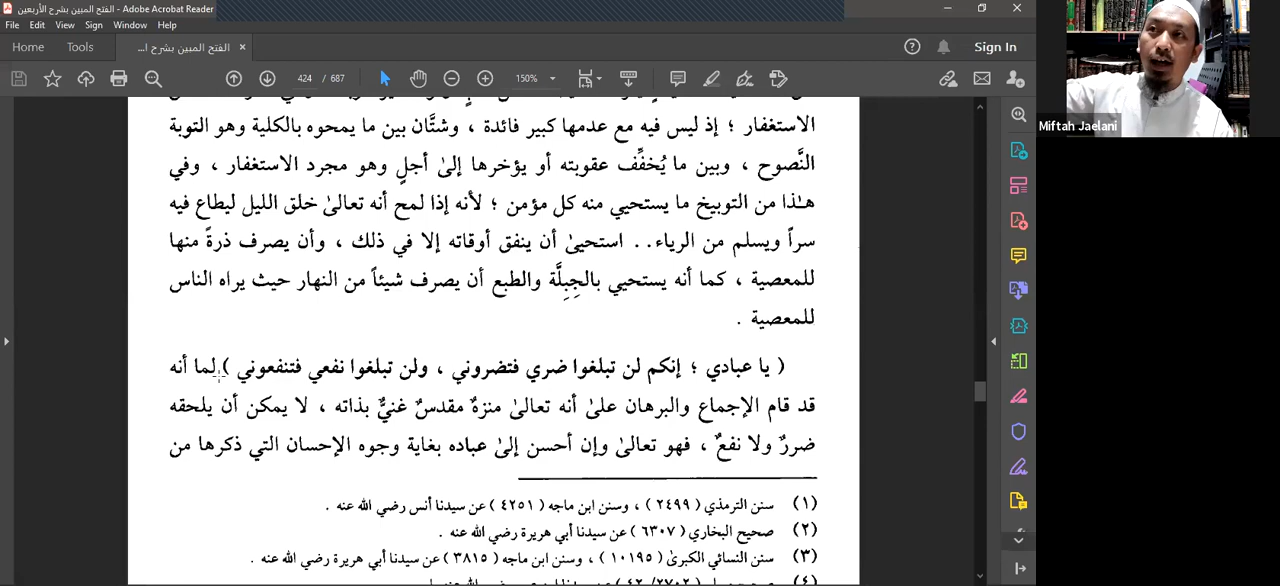 الفتح المبين بشرح الأربعين - Adobe Acrobat Reader
File Edit View Sign Window Help
Home Tools الفتح المبين بشرح ا... × Sign In
424 / 687 150%
الاستغفار ؛ إذ ليس فيه مع عدمها كبير فائدة ، وشتَّان بين ما يمحوه بالكلية وهو التوبة
النَّصوح ، وبين ما يُخفِّف عقوبته أو يؤخرها إلىٰ أجلٍ وهو مجرد الاستغفار ، وفي
هـٰذا من التوبيخ ما يستحيي منه كل مؤمن ؛ لأنه إذا لمح أنه تعالىٰ خلق الليل ليطاع فيه
سراً ويسلم من الرياء.. استحيىٰ أن ينفق أوقاته إلا في ذلك ، وأن يصرف ذرةً منها
للمعصية ، كما أنه يستحيي بالجِبِلَّة والطبع أن يصرف شيئاً من النهار حيث يراه الناس
للمعصية .
( يا عبادي ؛ إنكم لن تبلغوا ضري فتضروني ، ولن تبلغوا نفعي فتنفعوني ) لما أنه
قد قام الإجماع والبرهان علىٰ أنه تعالىٰ منزهٌ مقدسٌ غنيٌّ بذاته ، لا يمكن أن يلحقه
ضررٌ ولا نفعٌ ، فهو تعالىٰ وإن أحسن إلىٰ عباده بغاية وجوه الإحسان التي ذكرها من
(١) سنن الترمذي ( ٢٤٩٩ ) ، وسنن ابن ماجه ( ٤٢٥١ ) عن سيدنا أنس رضي الله عنه .
(٢) صحيح البخاري ( ٦٣٠٧ ) عن سيدنا أبي هريرة رضي الله عنه .
(٣) سنن النسائي الكبرىٰ ( ١٠١٩٥ ) ، وسنن ابن ماجه ( ٣٨١٥ ) عن سيدنا أبي هريرة رضي الله عنه .
Miftah Jaelani